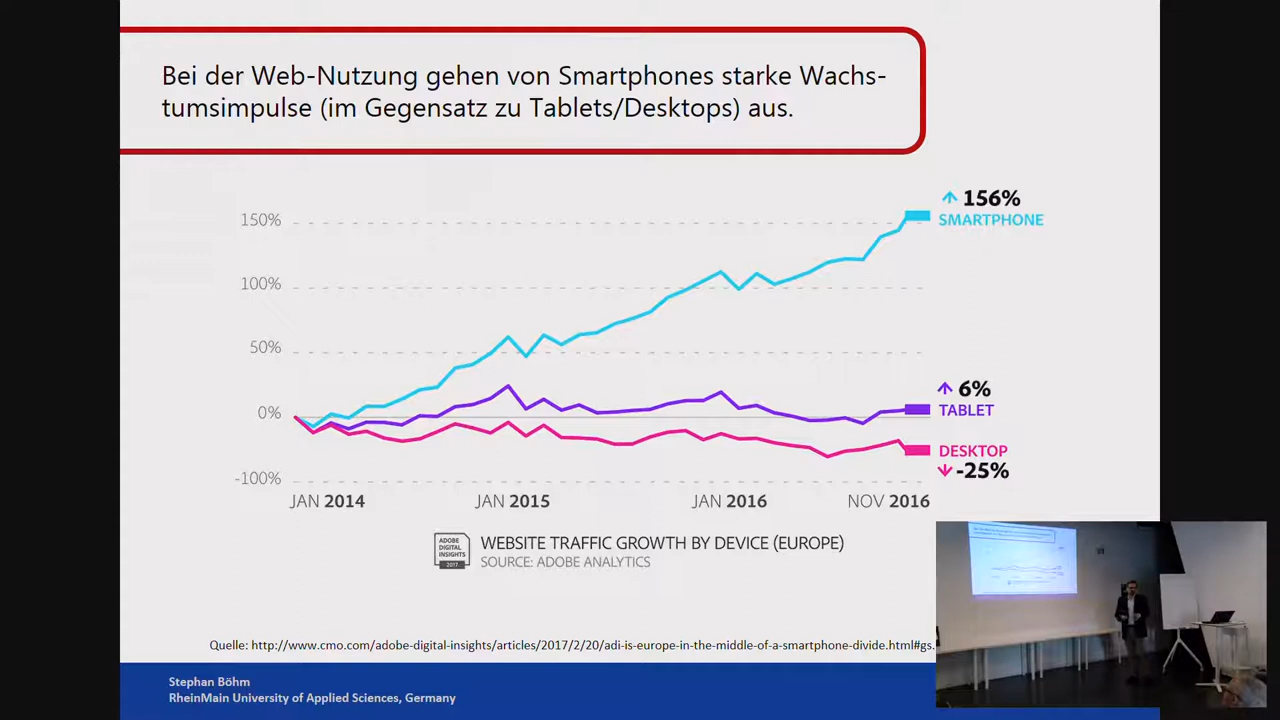 Bei der Web-Nutzung gehen von Smartphones starke Wachs-
tumsimpulse (im Gegensatz zu Tablets/Desktops) aus.
156%
SMARTPHONE
150%
100%
50%
0%
-100%
6%
TABLET
DESKTOP
-25%
JAN 2014
JAN 2015
JAN 2016
NOV 2016
ADOBE
DIGITAL
INSIGHTS
2017
WEBSITE TRAFFIC GROWTH BY DEVICE (EUROPE)
SOURCE: ADOBE ANALYTICS
Quelle: http://www.cmo.com/adobe-digital-insights/articles/2017/2/20/adi-is-europe-in-the-middle-of-a-smartphone-divide.html#gs.
Stephan Böhm
RheinMain University of Applied Sciences, Germany